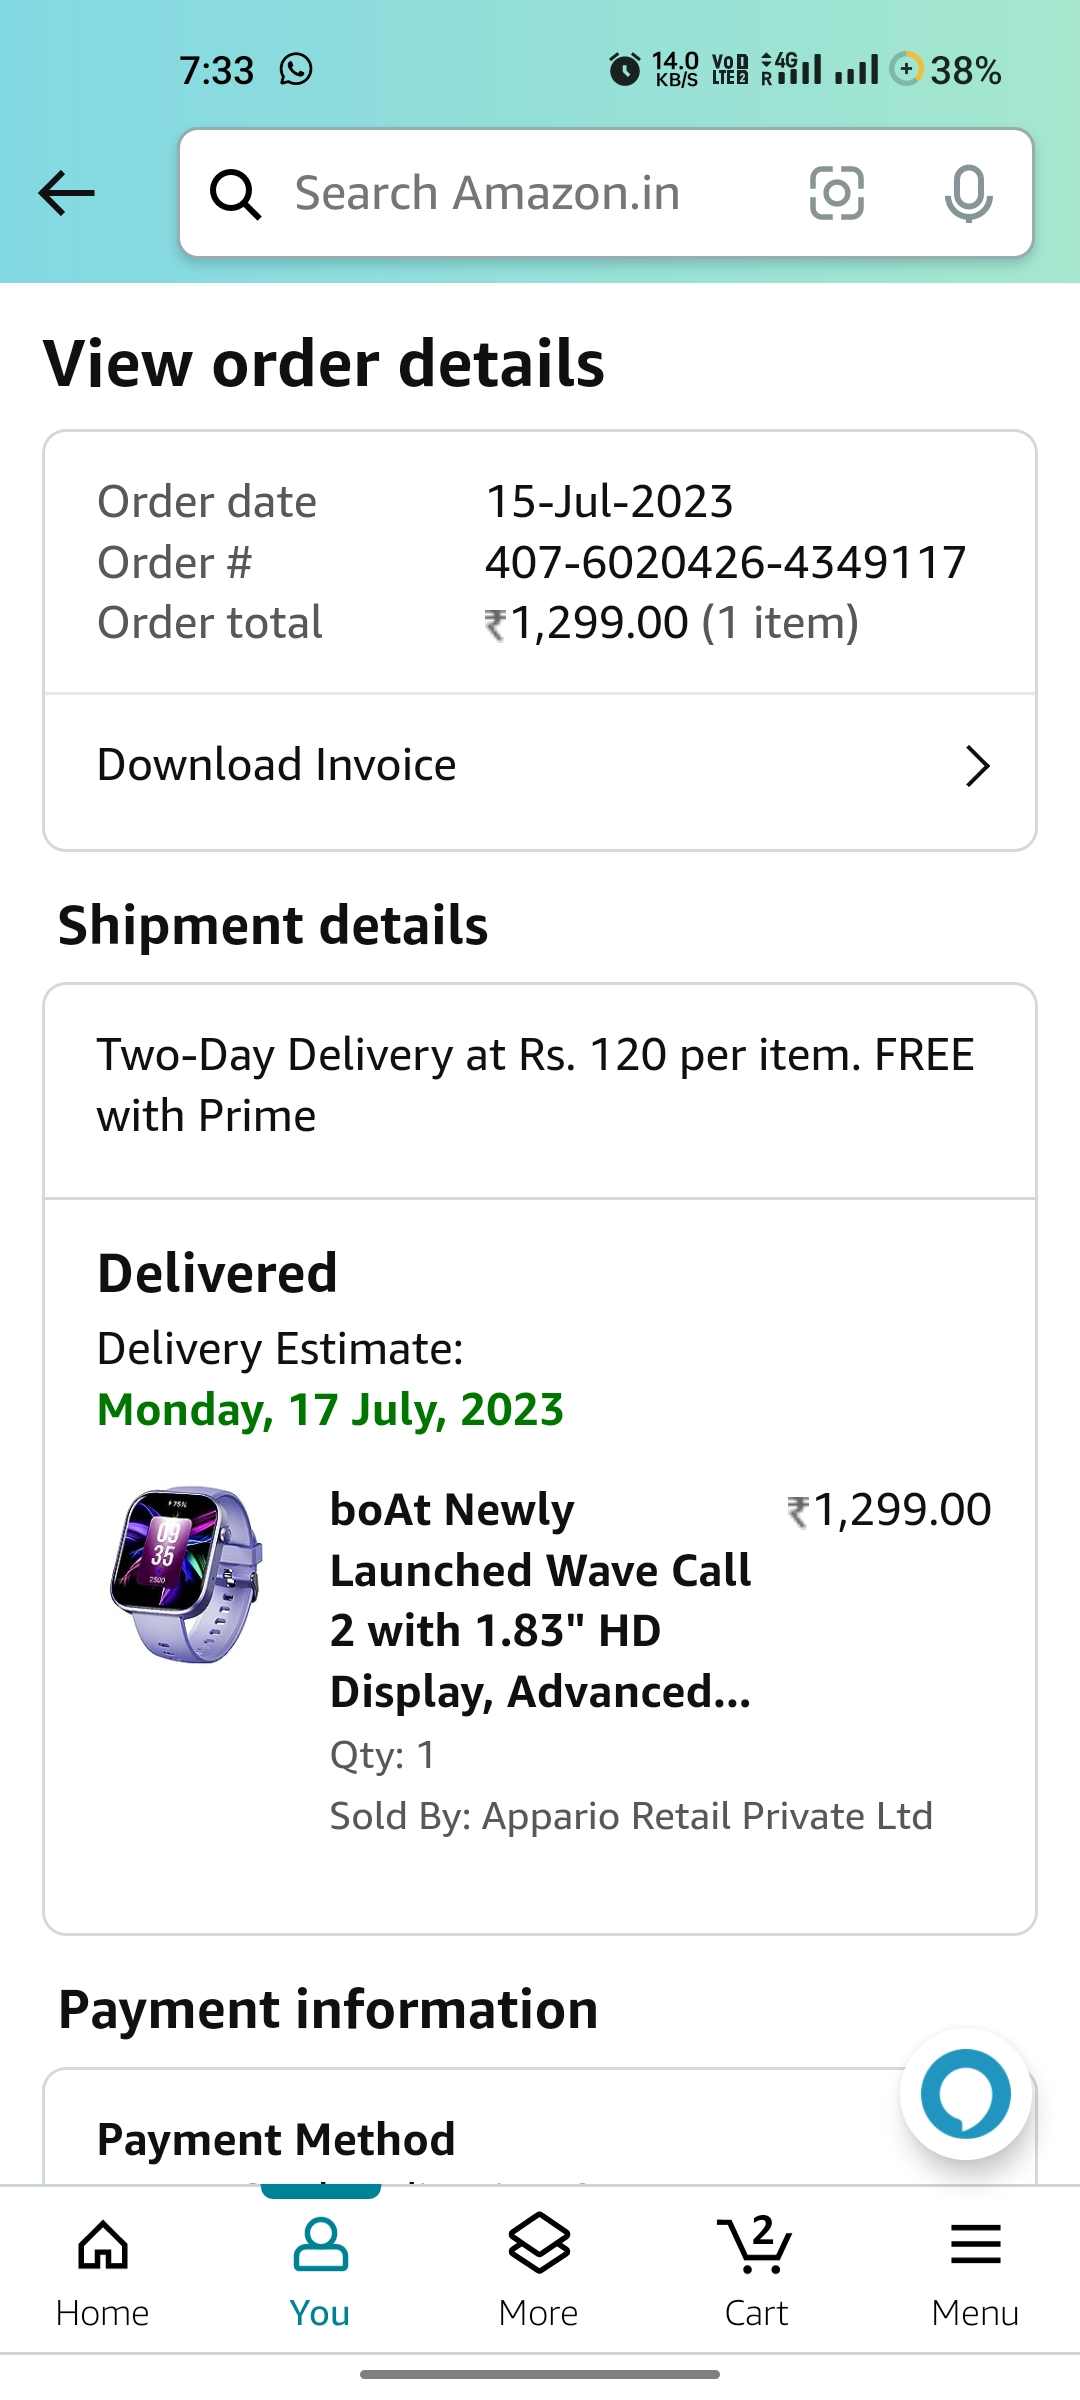 7:33
14.0 KB/S VoD LTE2 4G R 38%
Search Amazon.in
View order details
Order date 15-Jul-2023
Order # 407-6020426-4349117
Order total ₹1,299.00 (1 item)
Download Invoice
Shipment details
Two-Day Delivery at Rs. 120 per item. FREE
with Prime
Delivered
Delivery Estimate:
Monday, 17 July, 2023
boAt Newly ₹1,299.00
Launched Wave Call
2 with 1.83" HD
Display, Advanced...
Qty: 1
Sold By: Appario Retail Private Ltd
75%
09
35
2500
Payment information
Payment Method
2
Home You More Cart Menu